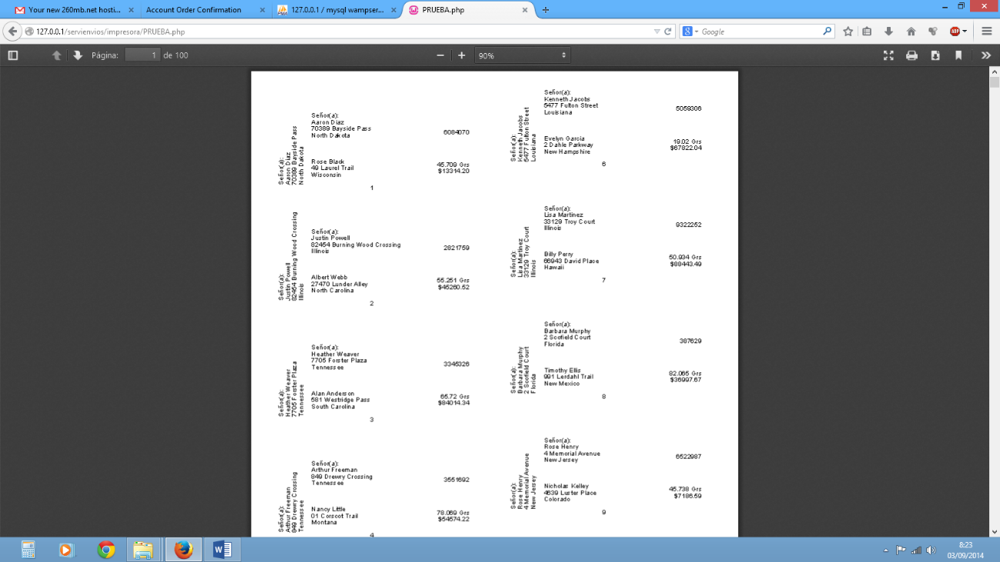 Your new 260mb.net hosti...
Account Order Confirmation
127.0.0.1 / mysql wampser...
PRUEBA.php
127.0.0.1/servienvios/impresora/PRUEBA.php
Google
Página: 1 de 100
90%
Señor(a):
Aaron Diaz
70389 Bayside Pass
North Dakota
Señor(a):
Aaron Diaz
70389 Bayside Pass
North Dakota
6084070
Rose Black
49 Laurel Trail
Wisconsin
45.709 Grs
$13314.20
1
Señor(a):
Justin Powell
82454 Burning Wood Crossing
Illinois
Señor(a):
Justin Powell
82454 Burning Wood Crossing
Illinois
2821759
Albert Webb
27470 Lunder Alley
North Carolina
55.251 Grs
$45260.52
2
Señor(a):
Heather Weaver
7705 Forster Plaza
Tennessee
Señor(a):
Heather Weaver
7705 Forster Plaza
Tennessee
3345326
Alan Anderson
581 Westridge Pass
South Carolina
65.72 Grs
$84014.34
3
Señor(a):
Arthur Freeman
849 Drewry Crossing
Tennessee
Señor(a):
Arthur Freeman
849 Drewry Crossing
Tennessee
3551692
Nancy Little
01 Corscot Trail
Montana
78.069 Grs
$54574.22
4
Señor(a):
Kenneth Jacobs
5477 Fulton Street
Louisiana
Señor(a):
Kenneth Jacobs
5477 Fulton Street
Louisiana
5059306
Evelyn Garcia
2 Dahle Parkway
New Hampshire
19.02 Grs
$67822.04
6
Señor(a):
Lisa Martinez
33129 Troy Court
Illinois
Señor(a):
Lisa Martinez
33129 Troy Court
Illinois
9322252
Billy Perry
66943 David Place
Hawaii
50.934 Grs
$88443.49
7
Señor(a):
Barbara Murphy
2 Scofield Court
Florida
Señor(a):
Barbara Murphy
2 Scofield Court
Florida
387629
Timothy Ellis
991 Lerdahl Trail
New Mexico
82.065 Grs
$36997.67
8
Señor(a):
Rose Henry
4 Memorial Avenue
New Jersey
Señor(a):
Rose Henry
4 Memorial Avenue
New Jersey
6522987
Nicholas Kelley
4639 Luster Place
Colorado
45.738 Grs
$7186.59
9
8:23
03/09/2014